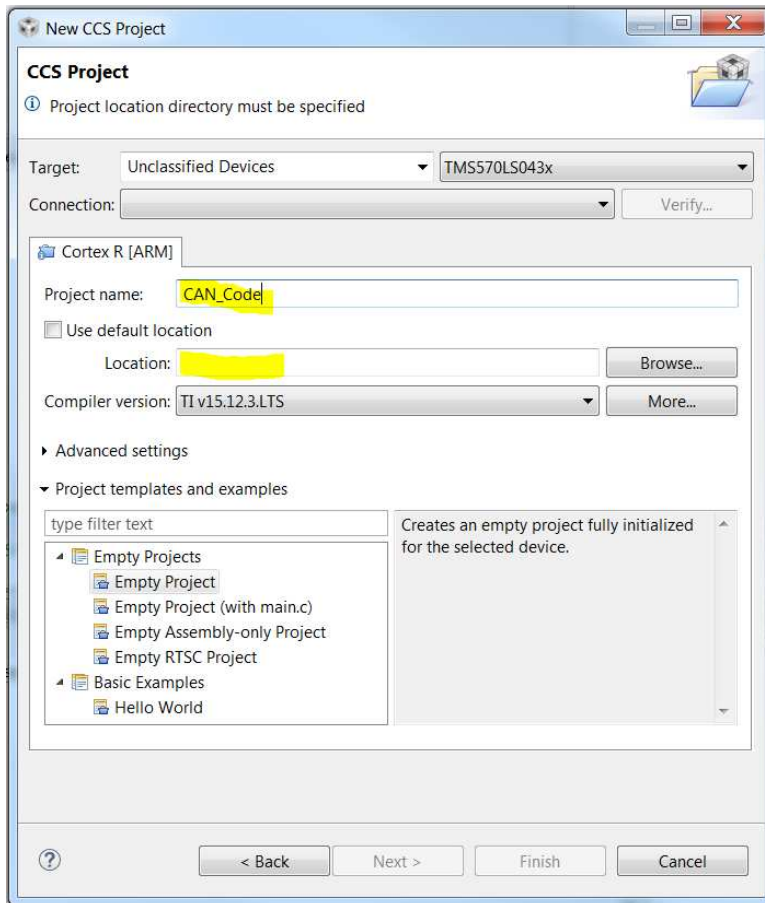 New CCS Project
CCS Project
Project location directory must be specified
Target: Unclassified Devices TMS570LS043x
Connection: Verify...
Cortex R [ARM]
Project name: CAN_Code
Use default location
Location: Browse...
Compiler version: TI v15.12.3.LTS More...
Advanced settings
Project templates and examples
type filter text
Creates an empty project fully initialized
for the selected device.
Empty Projects
Empty Project
Empty Project (with main.c)
Empty Assembly-only Project
Empty RTSC Project
Basic Examples
Hello World
< Back Next > Finish Cancel